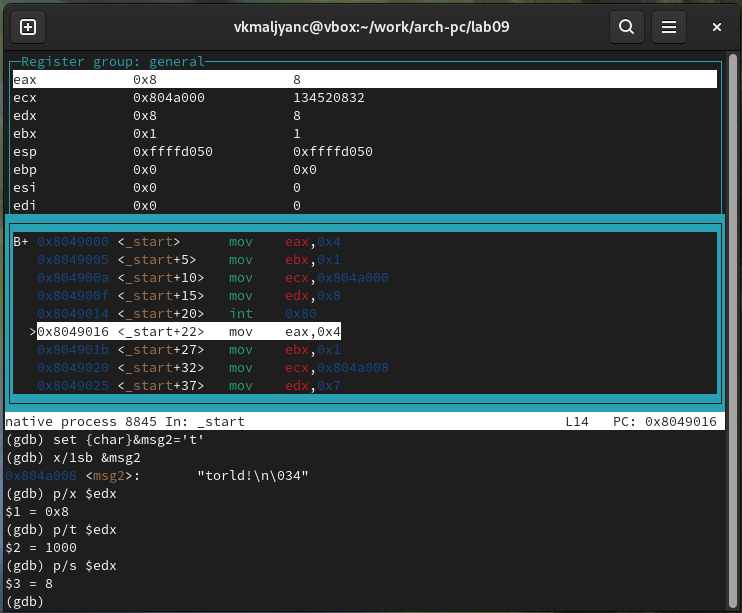 vkmaljyanc@vbox:~/work/arch-pc/lab09
Register group: general
eax 0x8 8
ecx 0x804a000 134520832
edx 0x8 8
ebx 0x1 1
esp 0xffffd050 0xffffd050
ebp 0x0 0x0
esi 0x0 0
edi 0x0 0
B+ 0x8049000 <_start> mov eax,0x4
0x8049005 <_start+5> mov ebx,0x1
0x804900a <_start+10> mov ecx,0x804a000
0x804900f <_start+15> mov edx,0x8
0x8049014 <_start+20> int 0x80
>0x8049016 <_start+22> mov eax,0x4
0x804901b <_start+27> mov ebx,0x1
0x8049020 <_start+32> mov ecx,0x804a008
0x8049025 <_start+37> mov edx,0x7
native process 8845 In: _start L14 PC: 0x8049016
(gdb) set {char}&msg2='t'
(gdb) x/1sb &msg2
0x804a008 <msg2>: "torld!\n\034"
(gdb) p/x $edx
$1 = 0x8
(gdb) p/t $edx
$2 = 1000
(gdb) p/s $edx
$3 = 8
(gdb)